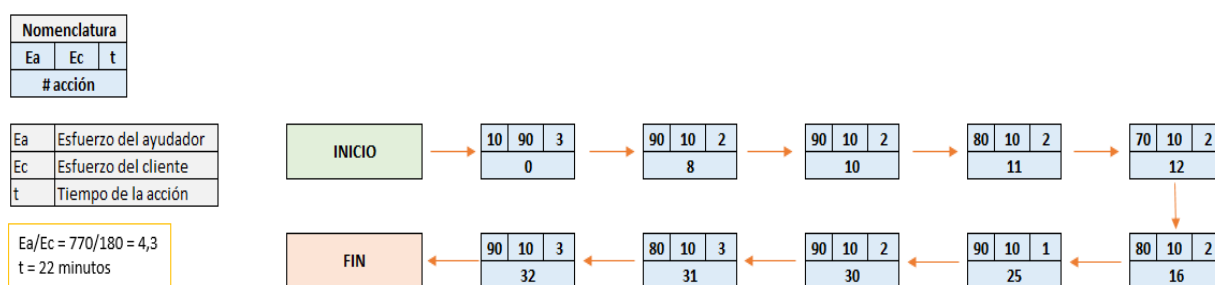 Nomenclatura
Ea Ec t
# acción
Ea Esfuerzo del ayudador
Ec Esfuerzo del cliente
t Tiempo de la acción
Ea/Ec = 770/180 = 4,3
t = 22 minutos
INICIO
10 90 3
0
90 10 2
8
90 10 2
10
80 10 2
11
70 10 2
12
80 10 2
16
90 10 1
25
90 10 2
30
80 10 3
31
90 10 3
32
FIN